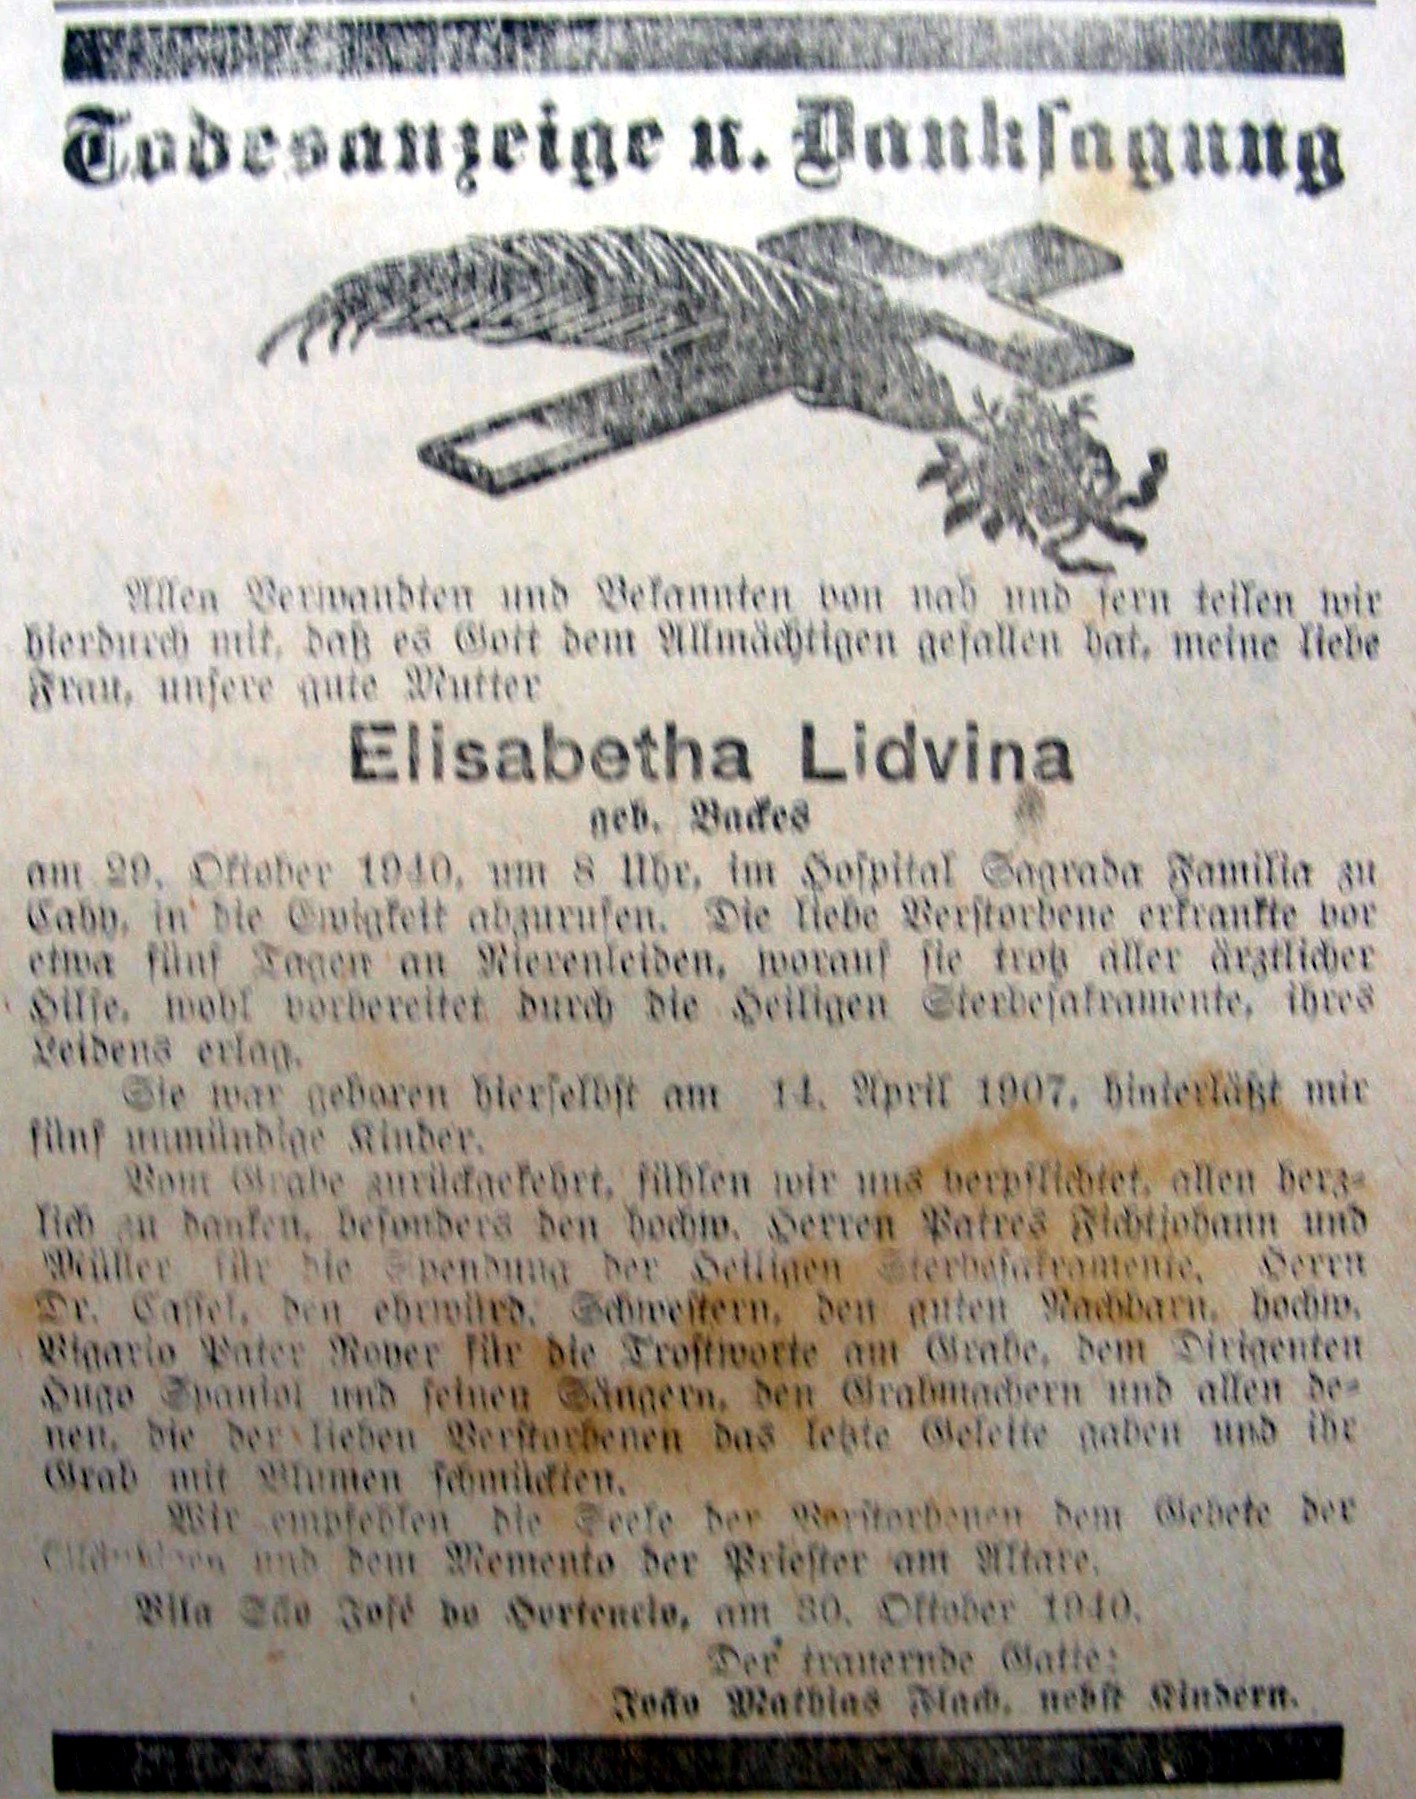 Todesanzeige u. Danksagung
Allen Verwandten und Bekannten von nah und fern teilen wir
hierdurch mit, daß es Gott dem Allmächtigen gefallen hat, meine liebe
Frau, unsere gute Mutter
Elisabetha Lidvina
geb. Backes
am 29. Oktober 1940, um 8 Uhr, im Hospital Sagrada Familia zu
Cahy, in die Ewigkeit abzurufen. Die liebe Verstorbene erkrankte vor
etwa fünf Tagen an Nierenleiden, worauf sie trotz aller ärztlicher
Hilfe, wohl vorbereitet durch die Heiligen Sterbesakramente, ihres
Leidens erlag.
Sie war geboren hierselbst am 14. April 1907, hinterläßt mir
fünf unmündige Kinder.
Vom Grabe zurückgekehrt, fühlen wir uns verpflichtet, allen herz-
lich zu danken, besonders den hochw. Herren Patres Fichtjohann und
Müller für die Spendung der Heiligen Sterbesakramente, Herrn
Dr. Cassel, den ehrwürd. Schwestern, den guten Nachbarn, hochw.
Vigario Pater Rover für die Trostworte am Grabe, dem Dirigenten
Hugo Spaniol und seinen Sängern, den Grabmachern und allen de-
nen, die der lieben Verstorbenen das letzte Geleite gaben und ihr
Grab mit Blumen schmückten.
Wir empfehlen die Seele der Verstorbenen dem Gebete der
und dem Memento der Priester am Altare.
Vila São José do Hortencio, am 30. Oktober 1940.
Der trauernde Gatte:
Mathias Flach, nebst Kindern.